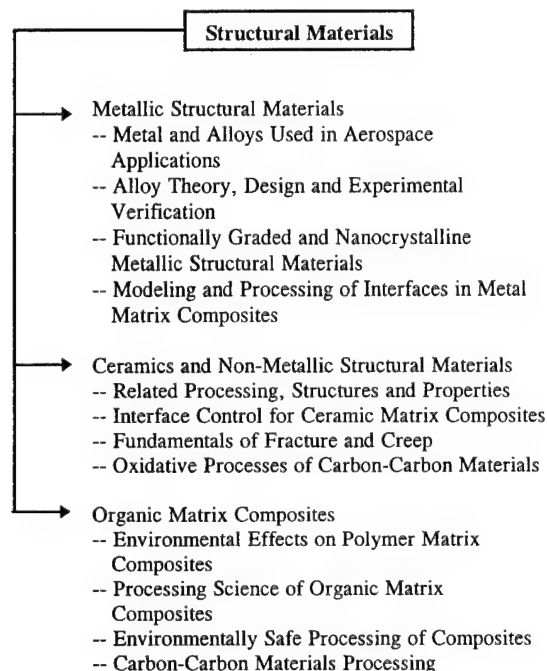 Structural Materials
Metallic Structural Materials
-- Metal and Alloys Used in Aerospace
Applications
-- Alloy Theory, Design and Experimental
Verification
-- Functionally Graded and Nanocrystalline
Metallic Structural Materials
-- Modeling and Processing of Interfaces in Metal
Matrix Composites
Ceramics and Non-Metallic Structural Materials
-- Related Processing, Structures and Properties
-- Interface Control for Ceramic Matrix Composites
-- Fundamentals of Fracture and Creep
-- Oxidative Processes of Carbon-Carbon Materials
Organic Matrix Composites
-- Environmental Effects on Polymer Matrix
Composites
-- Processing Science of Organic Matrix
Composites
-- Environmentally Safe Processing of Composites
-- Carbon-Carbon Materials Processing